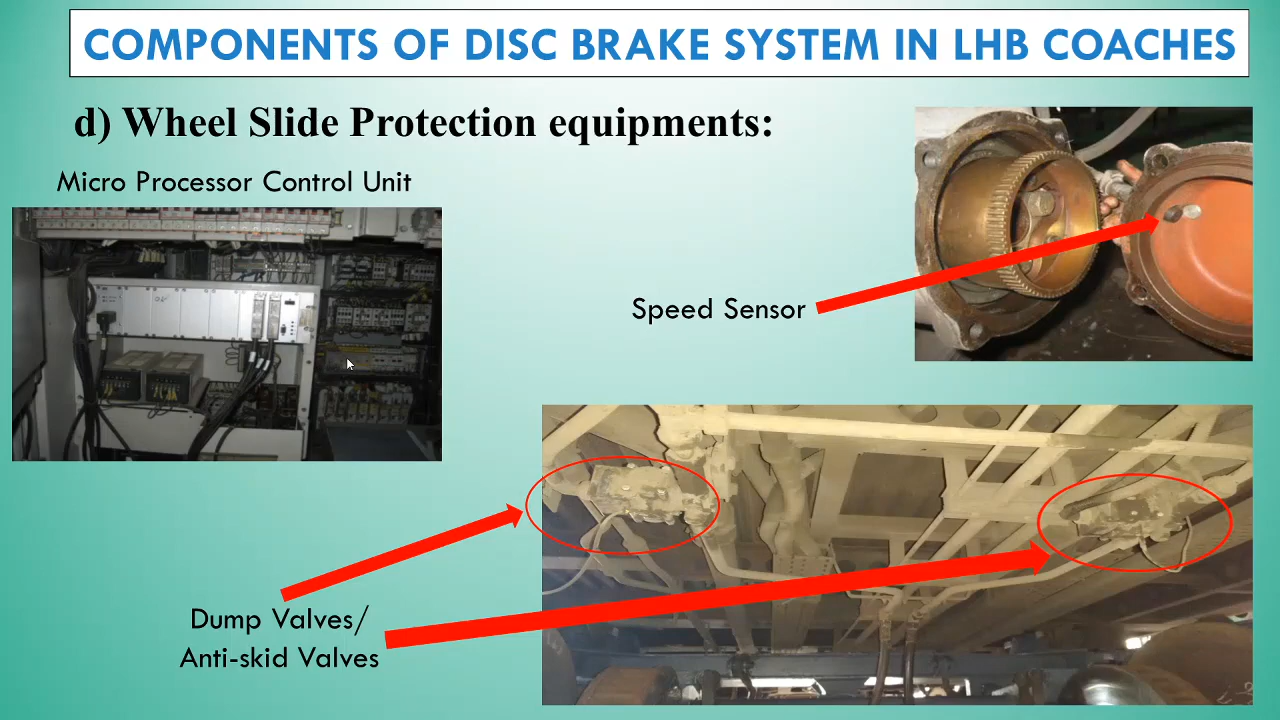 COMPONENTS OF DISC BRAKE SYSTEM IN LHB COACHES
d) Wheel Slide Protection equipments:
Micro Processor Control Unit
Speed Sensor
Dump Valves/
Anti-skid Valves